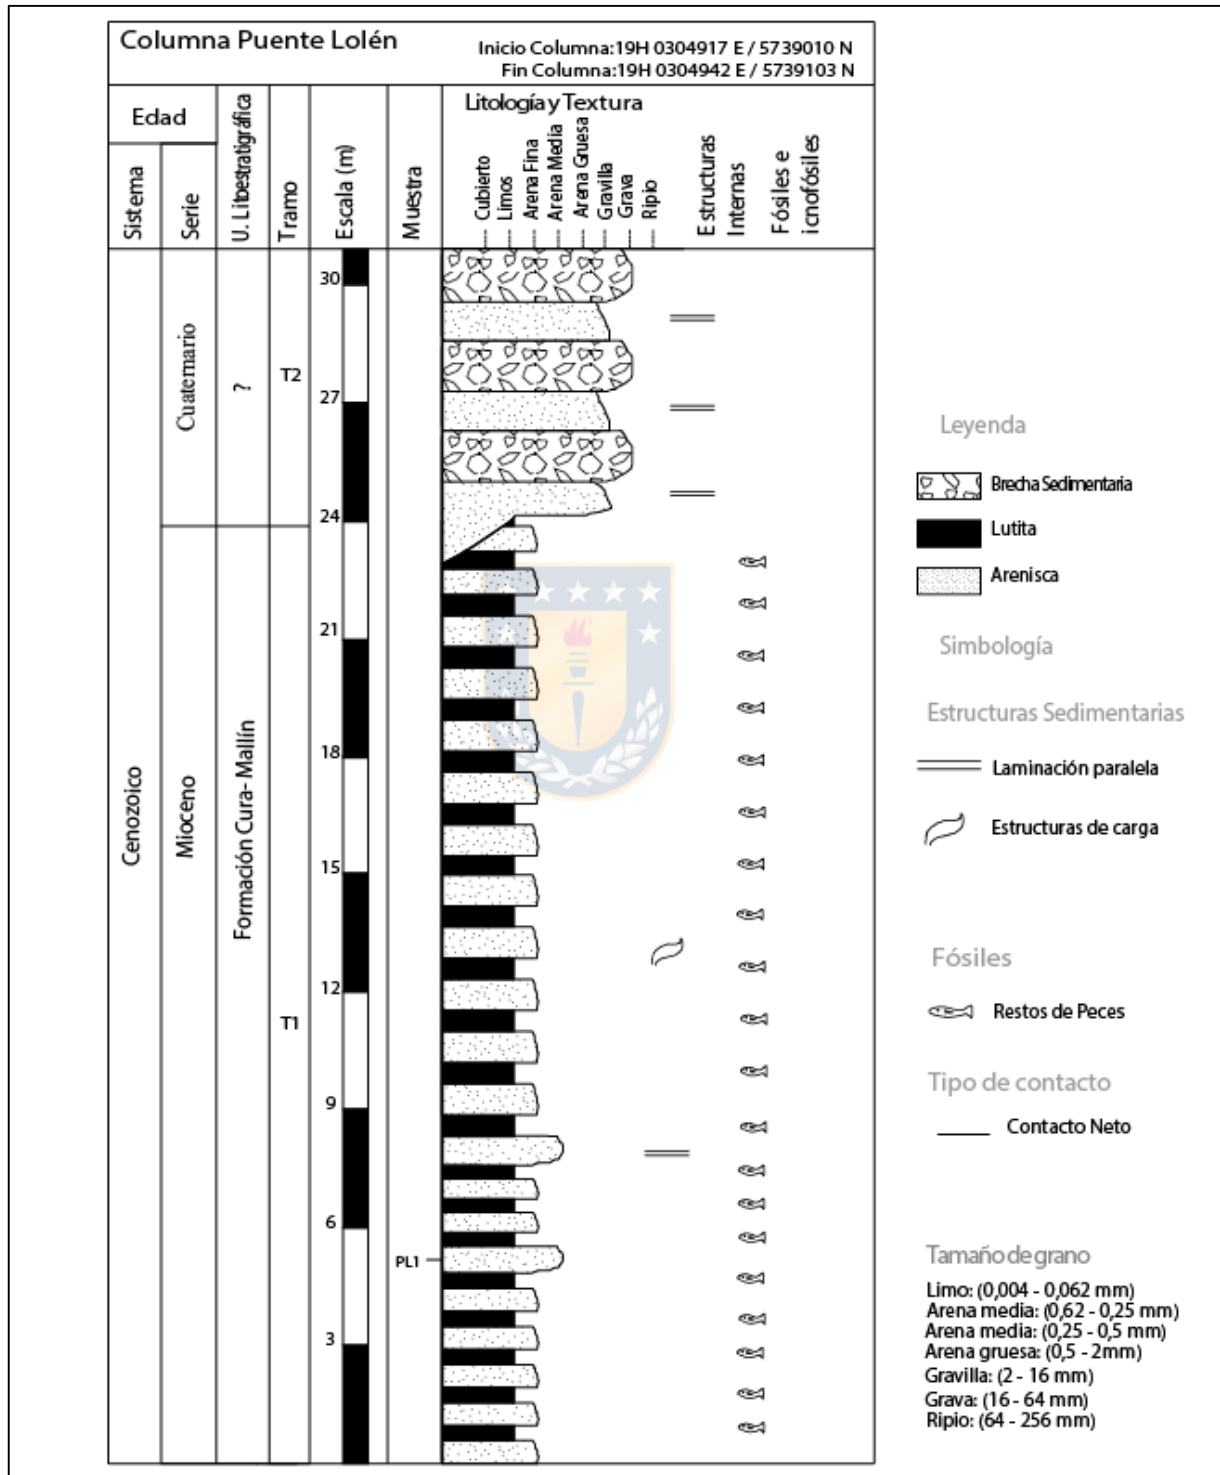 Columna Puente Lolén
Inicio Columna:19H 0304917 E / 5739010 N
Fin Columna:19H 0304942 E / 5739103 N
Edad
Sistema
Serie
U. Litoestratigráfica
Tramo
Escala (m)
Muestra
Litología y Textura
Cubierto
Limos
Arena Fina
Arena Media
Arena Gruesa
Gravilla
Grava
Ripio
Estructuras
Internas
Fósiles e
icnofósiles
Cenozoico
Cuaternario
Mioceno
?
Formación Cura- Mallín
T2
T1
30
27
24
21
18
15
12
9
6
3
PL1
Leyenda
Brecha Sedimentaria
Lutita
Arenisca
Simbología
Estructuras Sedimentarias
Laminación paralela
Estructuras de carga
Fósiles
Restos de Peces
Tipo de contacto
Contacto Neto
Tamaño de grano
Limo: (0,004 - 0,062 mm)
Arena media: (0,62 - 0,25 mm)
Arena media: (0,25 - 0,5 mm)
Arena gruesa: (0,5 - 2mm)
Gravilla: (2 - 16 mm)
Grava: (16 - 64 mm)
Ripio: (64 - 256 mm)